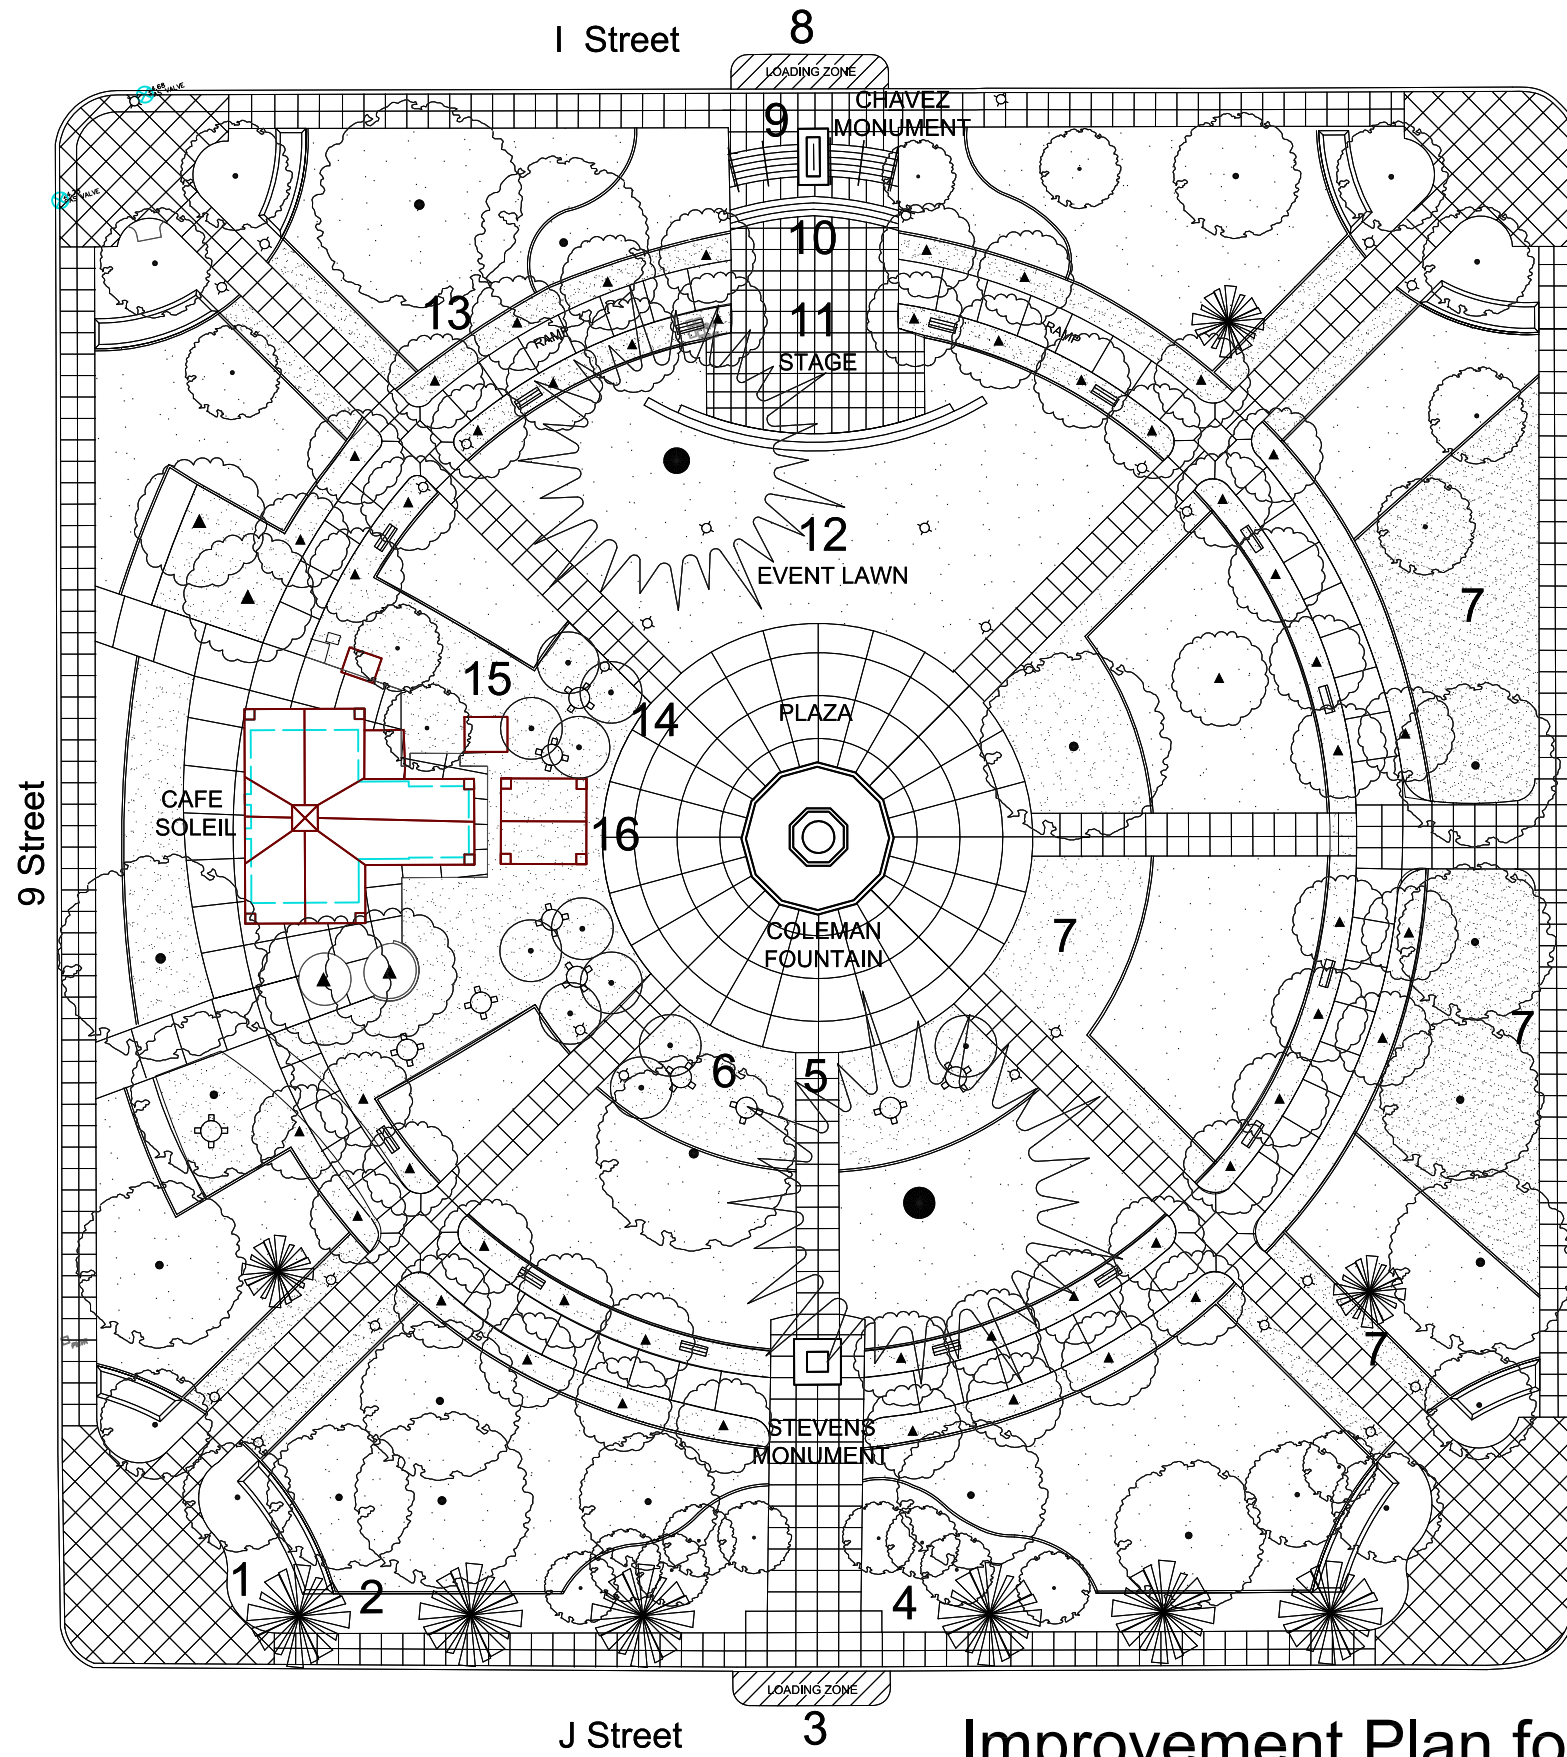 I Street
8
LOADING ZONE
9
CHAVEZ
MONUMENT
10
13
RAMP
11
RAMP
STAGE
12
EVENT LAWN
7
15
14
PLAZA
CAFE
SOLEIL
16
9 Street
COLEMAN
FOUNTAIN
7
7
6
5
7
STEVENS
MONUMENT
1
2
4
LOADING ZONE
3
J Street
Improvement Plan fo